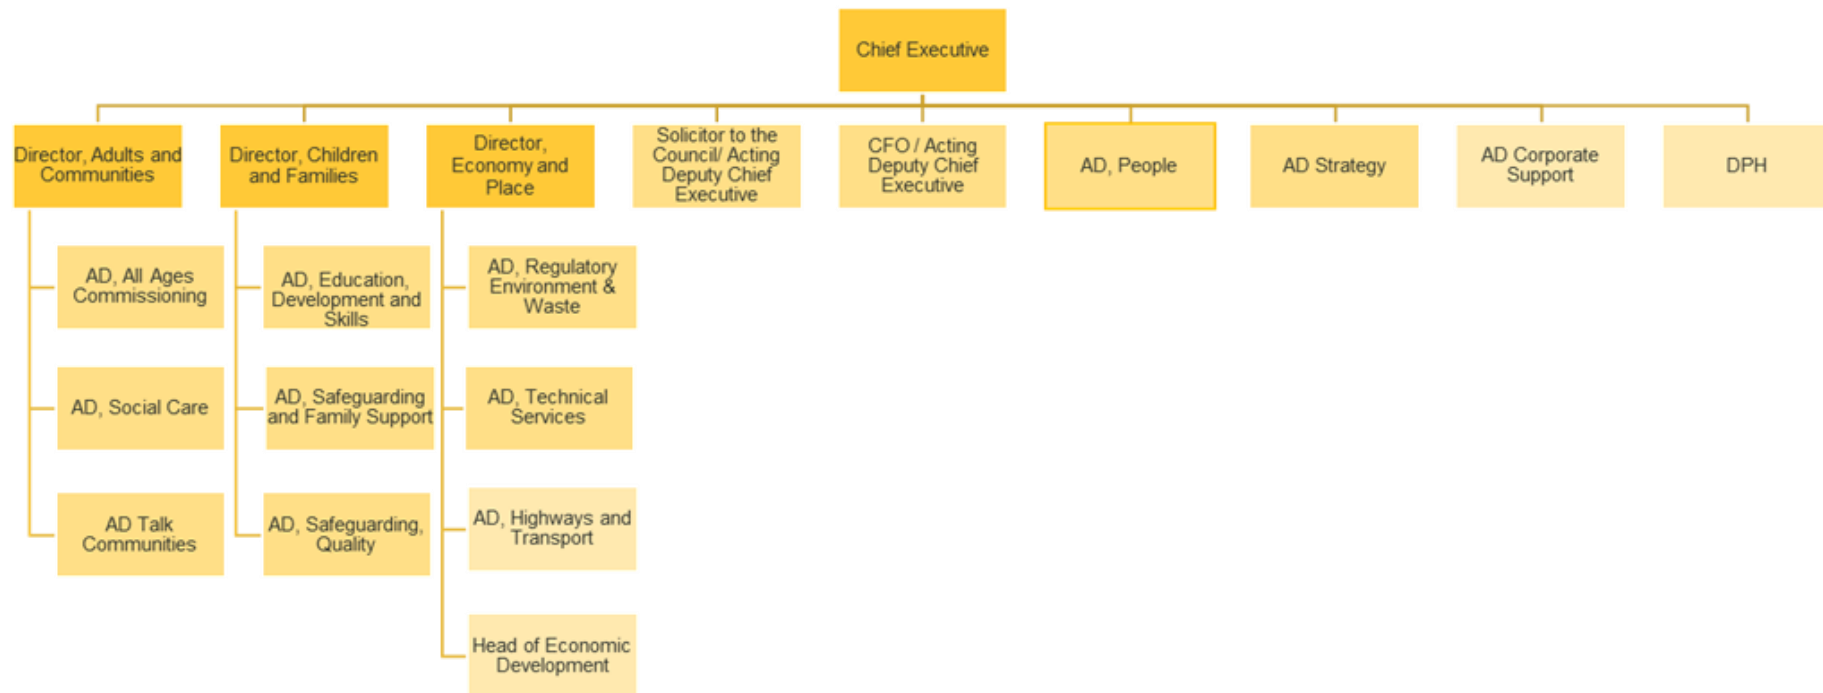 Chief Executive
Director, Adults and
Communities
Director, Children
and Families
Director,
Economy and
Place
Solicitor to the
Council/ Acting
Deputy Chief
Executive
CFO / Acting
Deputy Chief
Executive
AD, People
AD Strategy
AD Corporate
Support
DPH
AD, All Ages
Commissioning
AD, Social Care
AD Talk
Communities
AD, Education,
Development and
Skills
AD, Safeguarding
and Family Support
AD, Safeguarding,
Quality
AD, Regulatory
Environment &
Waste
AD, Technical
Services
AD, Highways and
Transport
Head of Economic
Development